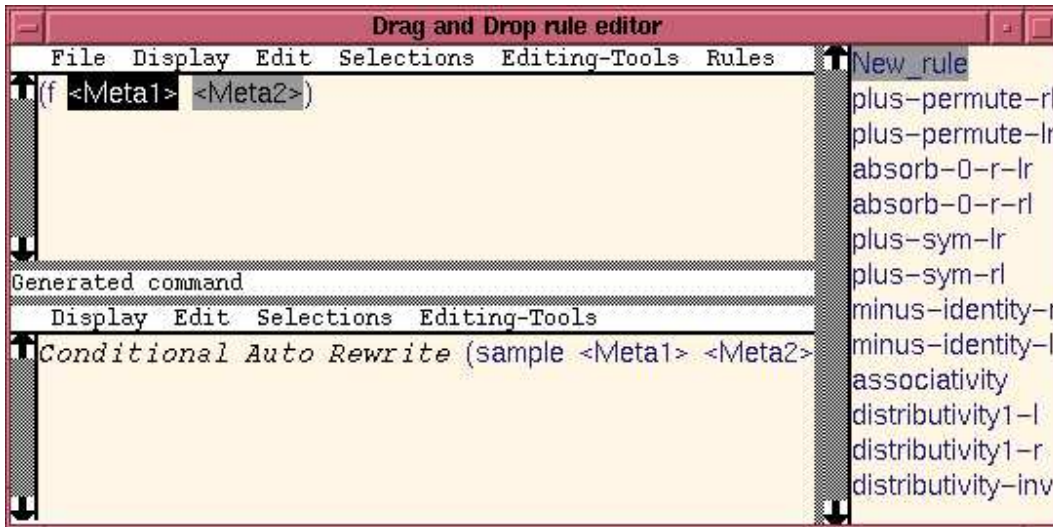 Drag and Drop rule editor
File Display Edit Selections Editing-Tools Rules
(f <Meta1> <Meta2>)
Generated command
Display Edit Selections Editing-Tools
Conditional Auto Rewrite (sample <Meta1> <Meta2>
New_rule
plus-permute-rl
plus-permute-lr
absorb-0-r-lr
absorb-0-r-rl
plus-sym-lr
plus-sym-rl
minus-identity-r
minus-identity-l
associativity
distributivity1-l
distributivity1-r
distributivity-inv